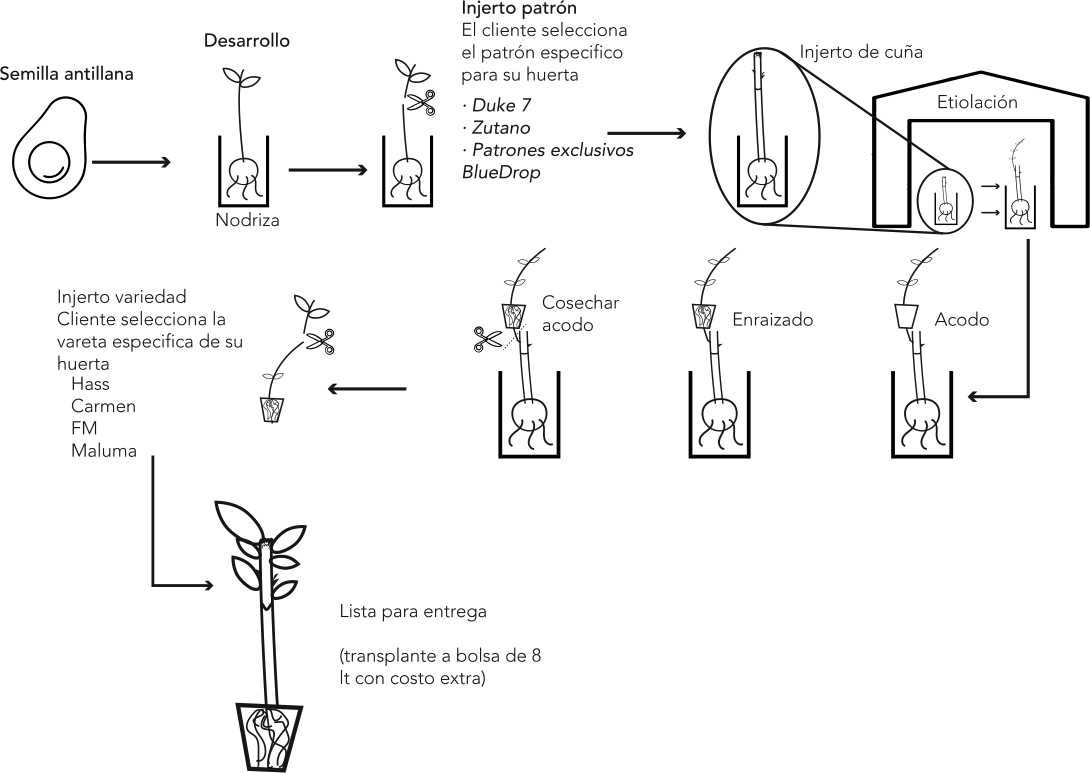 Semilla antillana
Desarrollo
Nodriza
Injerto patrón
El cliente selecciona
el patrón especifico
para su huerta
· Duke 7
· Zutano
· Patrones exclusivos
BlueDrop
Injerto de cuña
Etiolación
Acodo
Enraizado
Cosechar
acodo
Injerto variedad
Cliente selecciona la
vareta especifica de su
huerta
Hass
Carmen
FM
Maluma
Lista para entrega
(transplante a bolsa de 8
lt con costo extra)